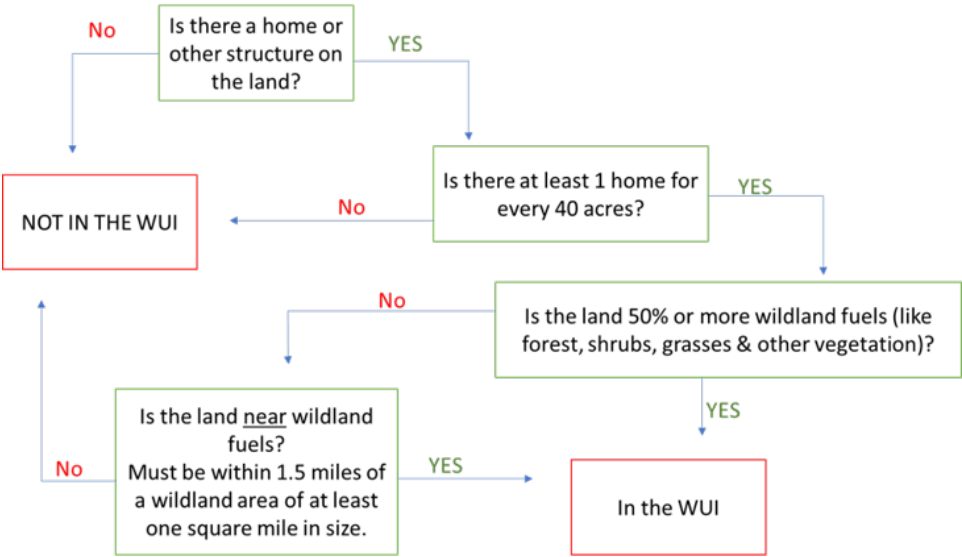 No
Is there a home or
other structure on
the land?
YES
Is there at least 1 home for
every 40 acres?
YES
No
NOT IN THE WUI
No
Is the land 50% or more wildland fuels (like
forest, shrubs, grasses & other vegetation)?
YES
Is the land near wildland
fuels?
Must be within 1.5 miles of
a wildland area of at least
one square mile in size.
No
YES
In the WUI